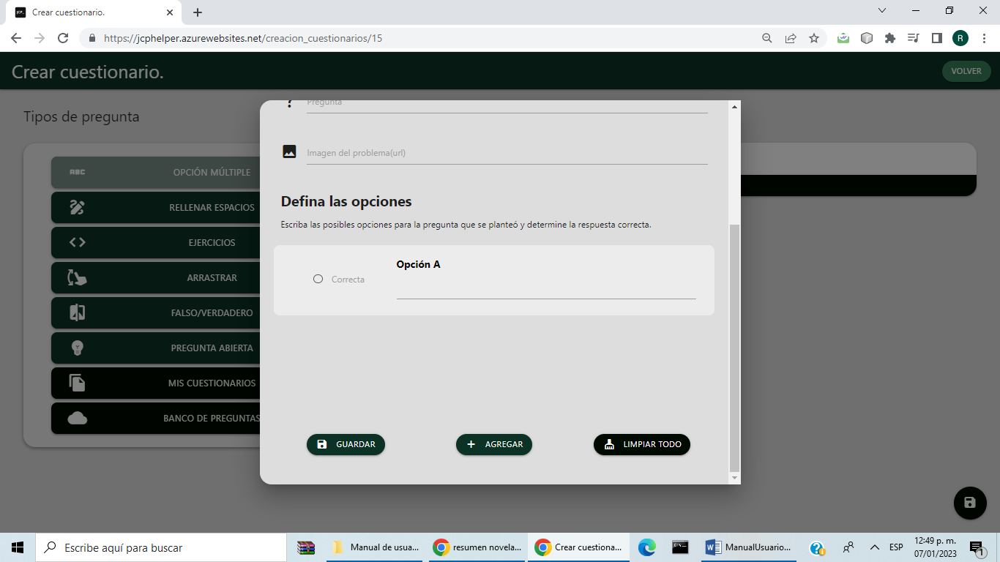 JCP_ Crear cuestionario.
https://jcphelper.azurewebsites.net/creacion_cuestionarios/15
R
Crear cuestionario.
VOLVER
Tipos de pregunta
ABC OPCIÓN MÚLTIPLE
RELLENAR ESPACIOS
EJERCICIOS
ARRASTRAR
FALSO/VERDADERO
PREGUNTA ABIERTA
MIS CUESTIONARIOS
BANCO DE PREGUNTAS
? Pregunta
Imagen del problema(url)
Defina las opciones
Escriba las posibles opciones para la pregunta que se planteó y determine la respuesta correcta.
Opción A
Correcta
GUARDAR
AGREGAR
LIMPIAR TODO
Escribe aquí para buscar
Manual de usua...
resumen novela...
Crear cuestiona...
ManualUsuario...
ESP
12:49 p. m.
07/01/2023
1